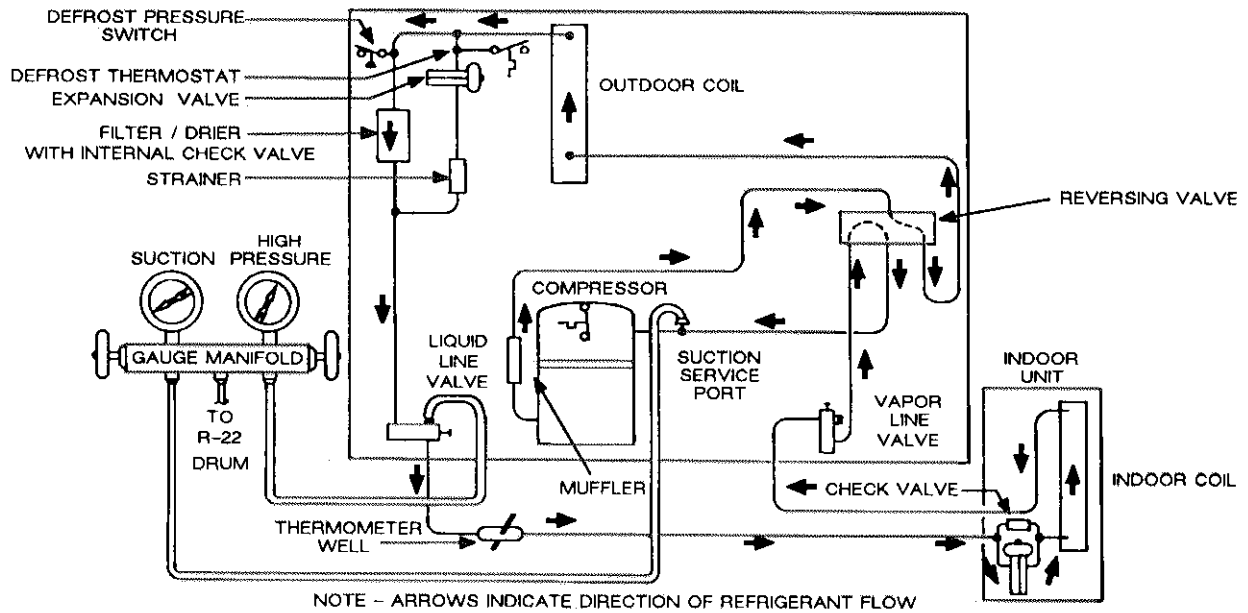 DEFROST PRESSURE
SWITCH
DEFROST THERMOSTAT
EXPANSION VALVE
FILTER / DRIER
WITH INTERNAL CHECK VALVE
STRAINER
OUTDOOR COIL
REVERSING VALVE
SUCTION
HIGH
PRESSURE
GAUGE MANIFOLD
TO
R-22
DRUM
LIQUID
LINE
VALVE
COMPRESSOR
SUCTION
SERVICE
PORT
VAPOR
LINE
VALVE
INDOOR
UNIT
MUFFLER
CHECK VALVE
INDOOR COIL
THERMOMETER
WELL
NOTE - ARROWS INDICATE DIRECTION OF REFRIGERANT FLOW